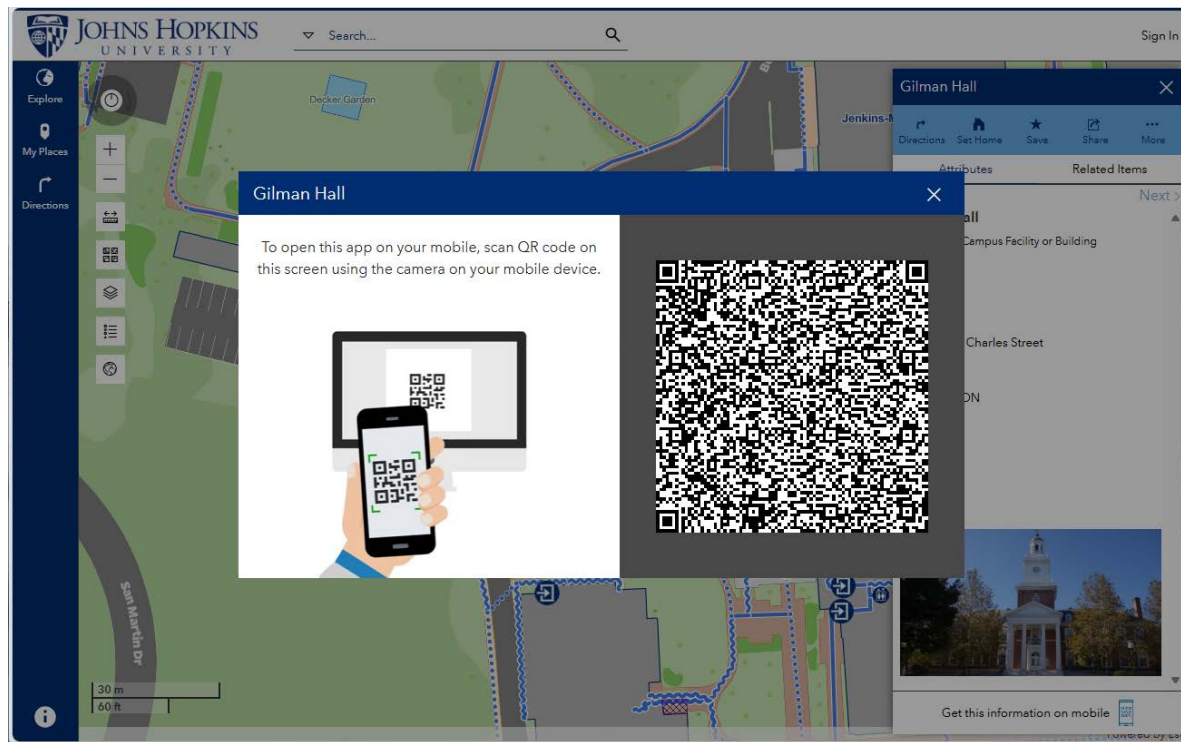 JOHNS HOPKINS
UNIVERSITY
Search...
Sign In
Explore
My Places
Directions
Decker Garden
Jenkins-
Gilman Hall
Directions
Set Home
Save
Share
More
Attributes
Related Items
Next >
all
Campus Facility or Building
Charles Street
ON
Gilman Hall
To open this app on your mobile, scan QR code on
this screen using the camera on your mobile device.
San Martin Dr
30 m
60 ft
Get this information on mobile
Powered by Es